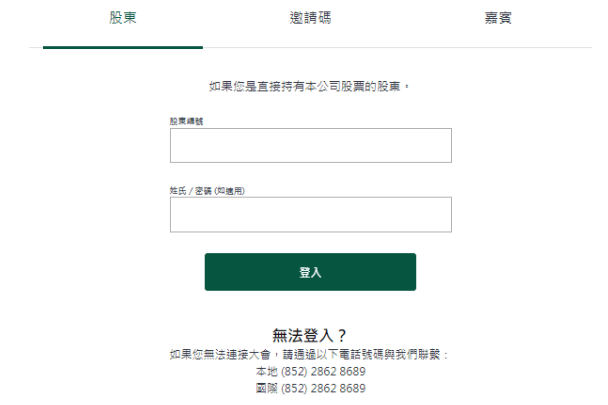 股東 邀請碼 嘉賓
如果您是直接持有本公司股票的股東。
股東編號
姓氏 / 密碼 (如適用)
登入
無法登入？
如果您無法連接大會，請通過以下電話號碼與我們聯繫：
本地 (852) 2862 8689
國際 (852) 2862 8689